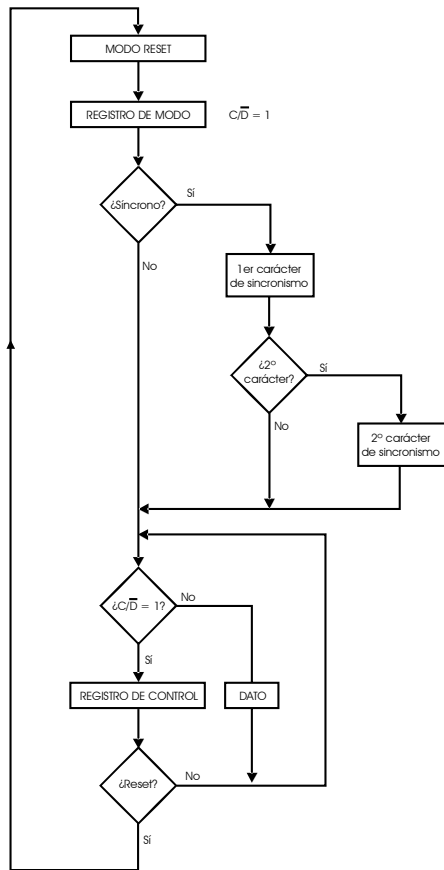 MODO RESET
REGISTRO DE MODO
C/D̅ = 1
¿Síncrono?
Sí
No
1er carácter
de sincronismo
¿2º
carácter?
Sí
No
2º carácter
de sincronismo
¿C/D̅ = 1?
No
Sí
REGISTRO DE CONTROL
DATO
¿Reset?
No
Sí